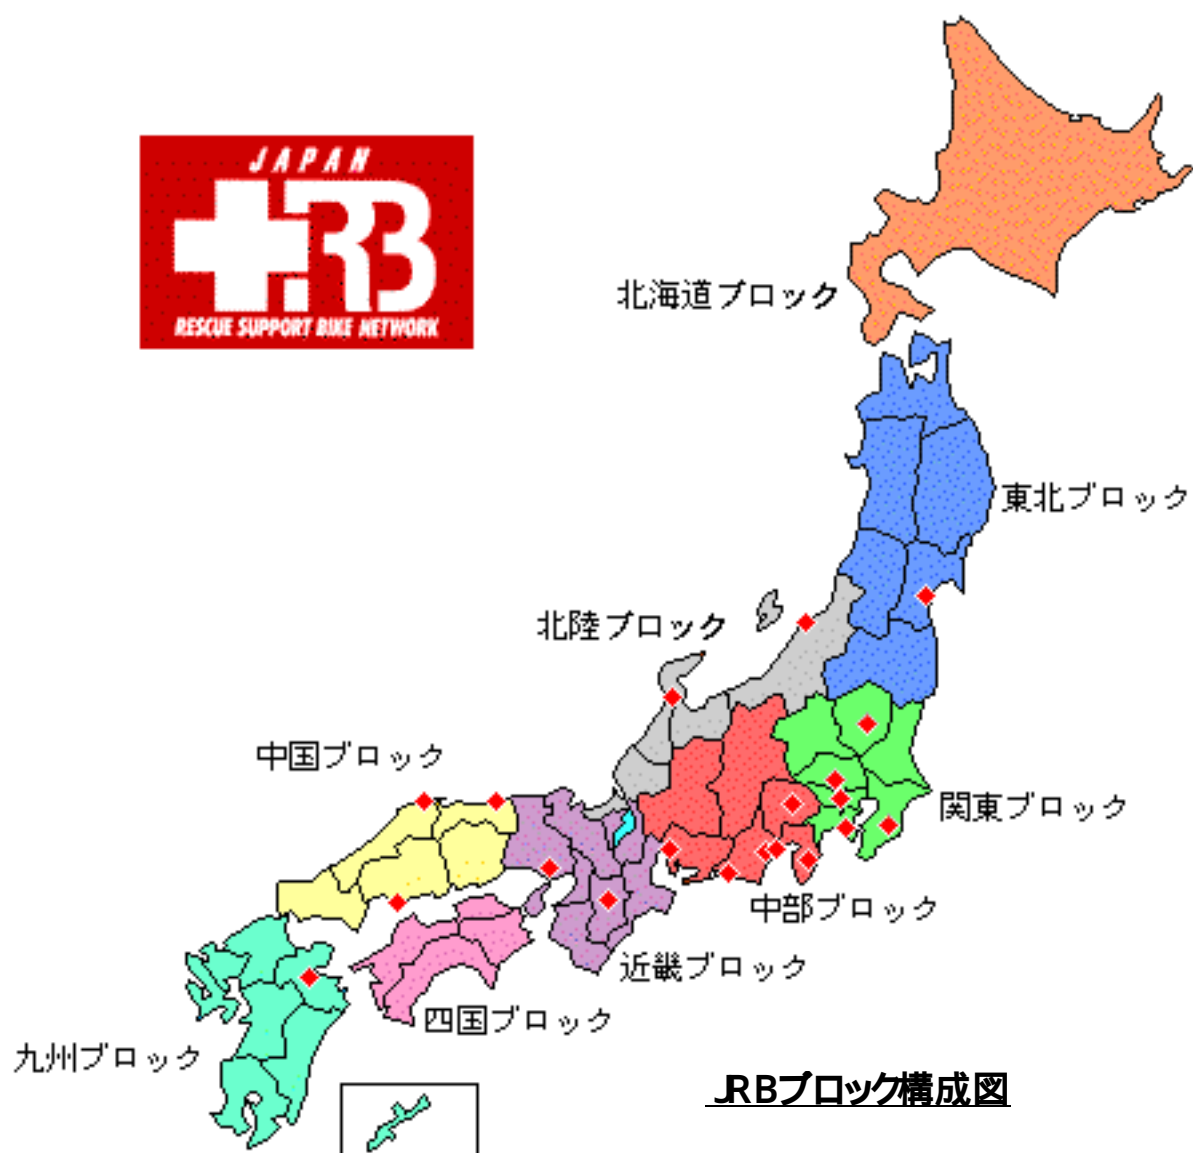 JAPAN
RB
RESCUE SUPPORT BIKE NETWORK
北海道ブロック
東北ブロック
北陸ブロック
中国ブロック
関東ブロック
中部ブロック
近畿ブロック
四国ブロック
九州ブロック
JRBブロック構成図